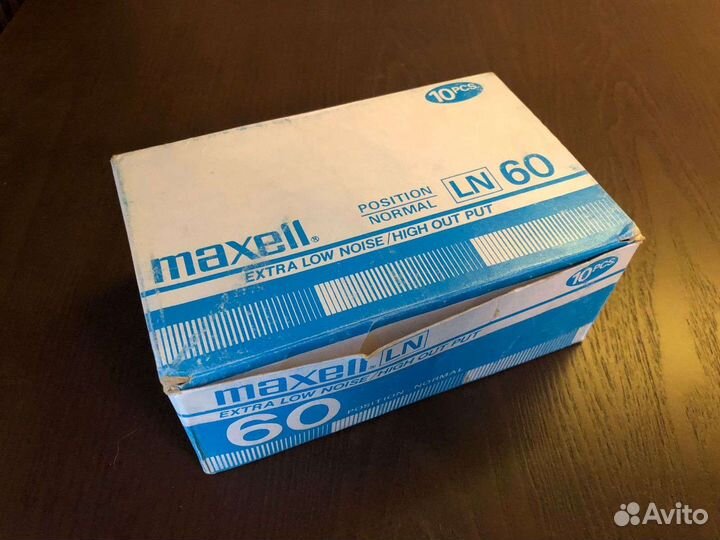 10PCS.
POSITION
NORMAL
LN 60
maxell®
EXTRA LOW NOISE/HIGH OUT PUT
10PCS.
maxell LN
EXTRA LOW NOISE/HIGH OUT PUT
60 POSITION NORMAL
Avito